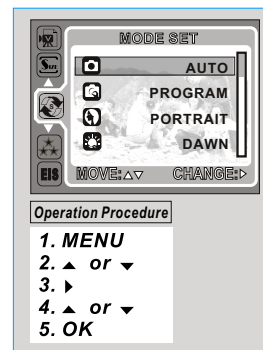 MODE SET
AUTO
PROGRAM
PORTRAIT
DAWN
EIS
MOVE:△▽ CHANGE:▷
Operation Procedure
1. MENU
2. ▲ or ▼
3. ▶
4. ▲ or ▼
5. OK